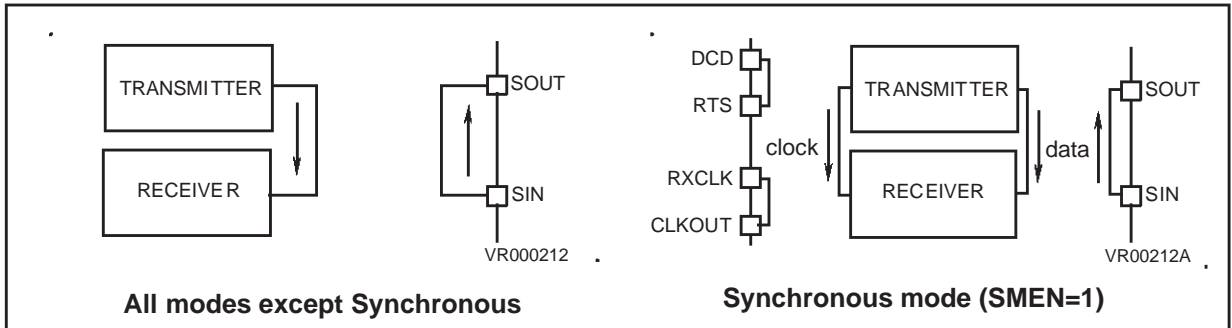 TRANSMITTER
RECEIVER
SOUT
SIN
VR000212
All modes except Synchronous
DCD
RTS
RXCLK
CLKOUT
clock
TRANSMITTER
RECEIVER
data
SOUT
SIN
VR00212A
Synchronous mode (SMEN=1)